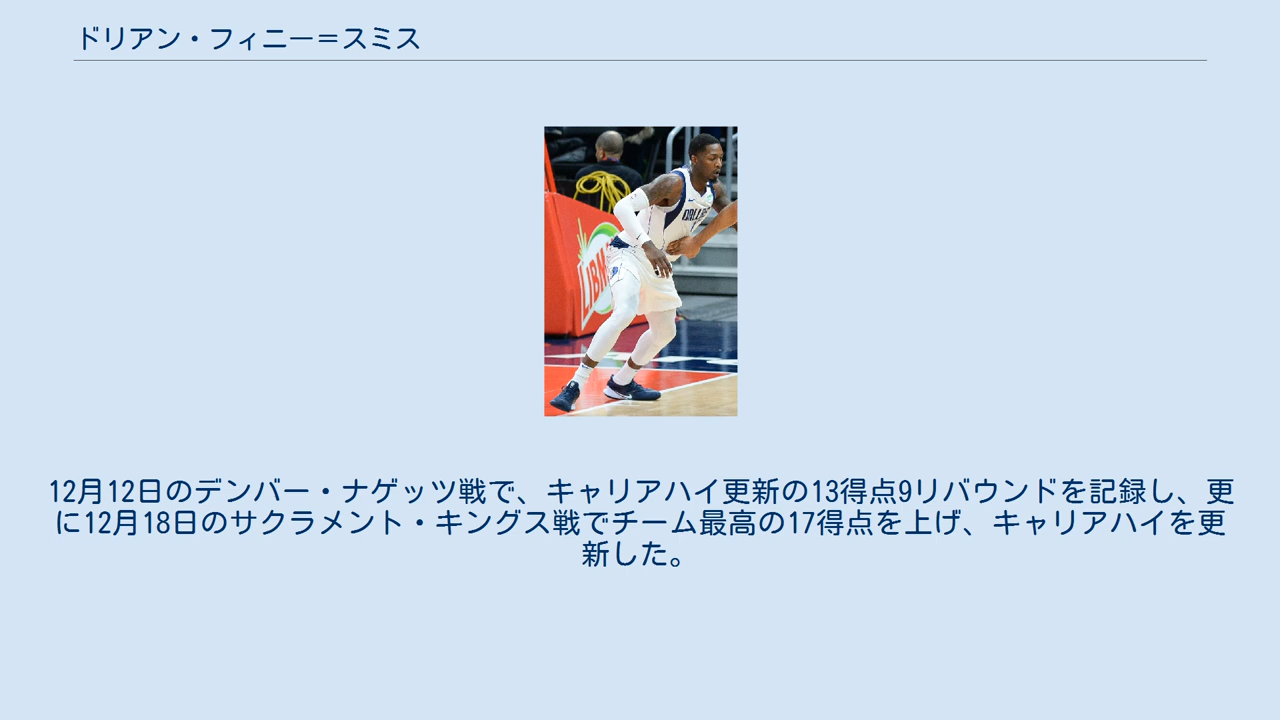 ドリアン・フィニー＝スミス
DALLAS
LIBM
12月12日のデンバー・ナゲッツ戦で、キャリアハイ更新の13得点9リバウンドを記録し、更
に12月18日のサクラメント・キングス戦でチーム最高の17得点を上げ、キャリアハイを更
新した。